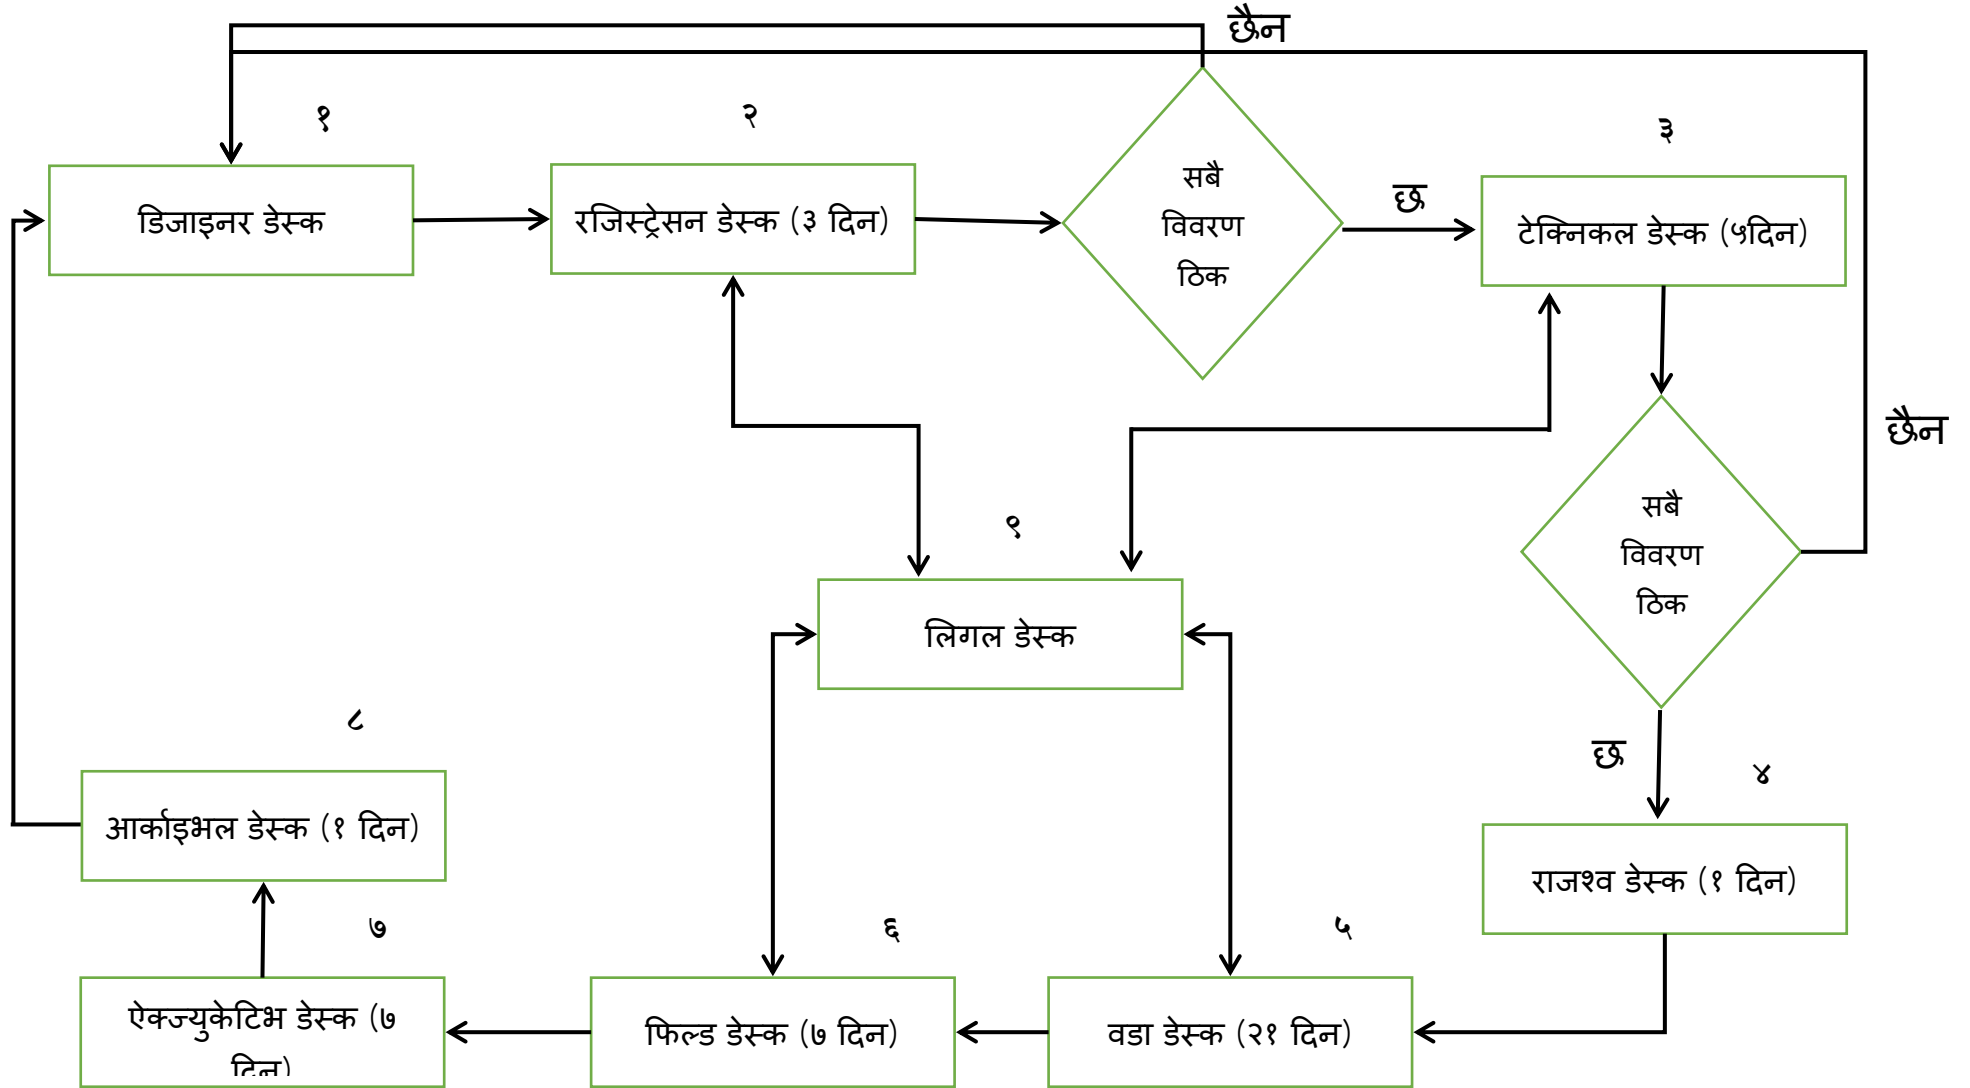 छैन
१
२
३
डिजाइनर डेस्क
रजिस्ट्रेसन डेस्क (३ दिन)
सबै
विवरण
ठिक
छ
टेक्निकल डेस्क (५दिन)
छैन
सबै
विवरण
ठिक
९
लिगल डेस्क
छ
४
८
आर्काइभल डेस्क (१ दिन)
राजश्व डेस्क (१ दिन)
७
६
५
ऐक्ज्युकेटिभ डेस्क (७
दिन)
फिल्ड डेस्क (७ दिन)
वडा डेस्क (२१ दिन)